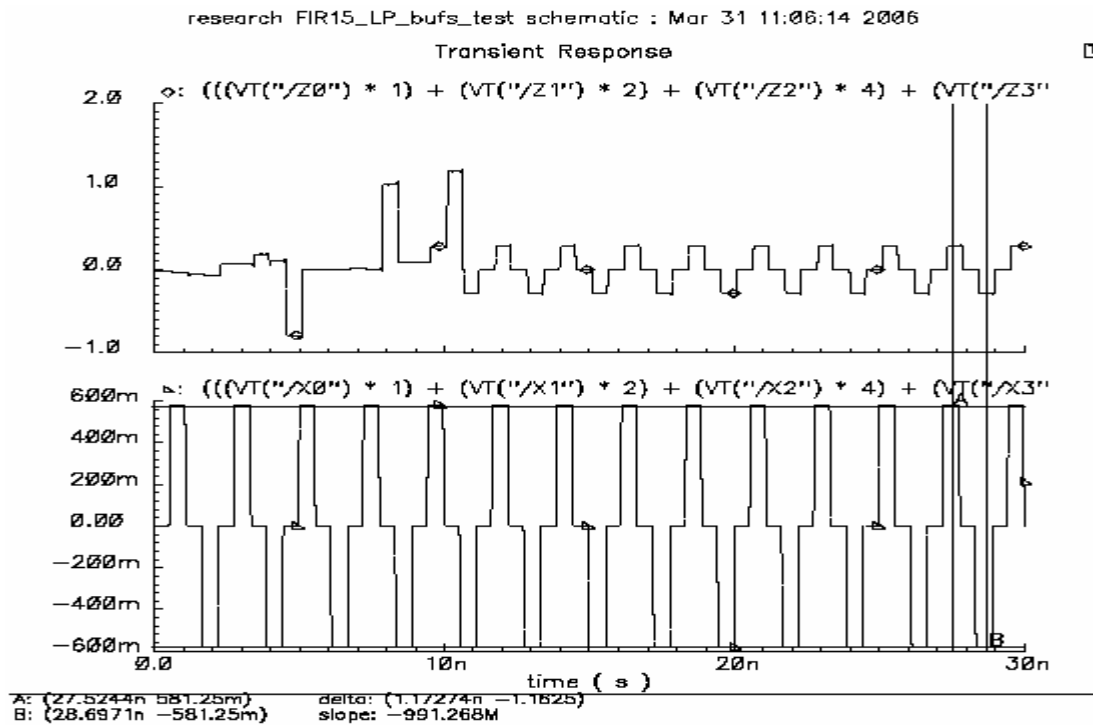 research FIR15_LP_bufs_test schematic : Mar 31 11:06:14 2006
Transient Response
◇: (((VT("/Z0") * 1) + (VT("/Z1") * 2) + (VT("/Z2") * 4) + (VT("/Z3"
2.0
1.0
0.0
-1.0
▹: (((VT("/X0") * 1) + (VT("/X1") * 2) + (VT("/X2") * 4) + (VT("/X3"
600m
400m
200m
0.00
-200m
-400m
-600m
A
B
0.0 10n 20n 30n
time ( s )
A: (27.5244n 581.25m) delta: (1.17274n -1.1625)
B: (28.6971n -581.25m) slope: -991.268M